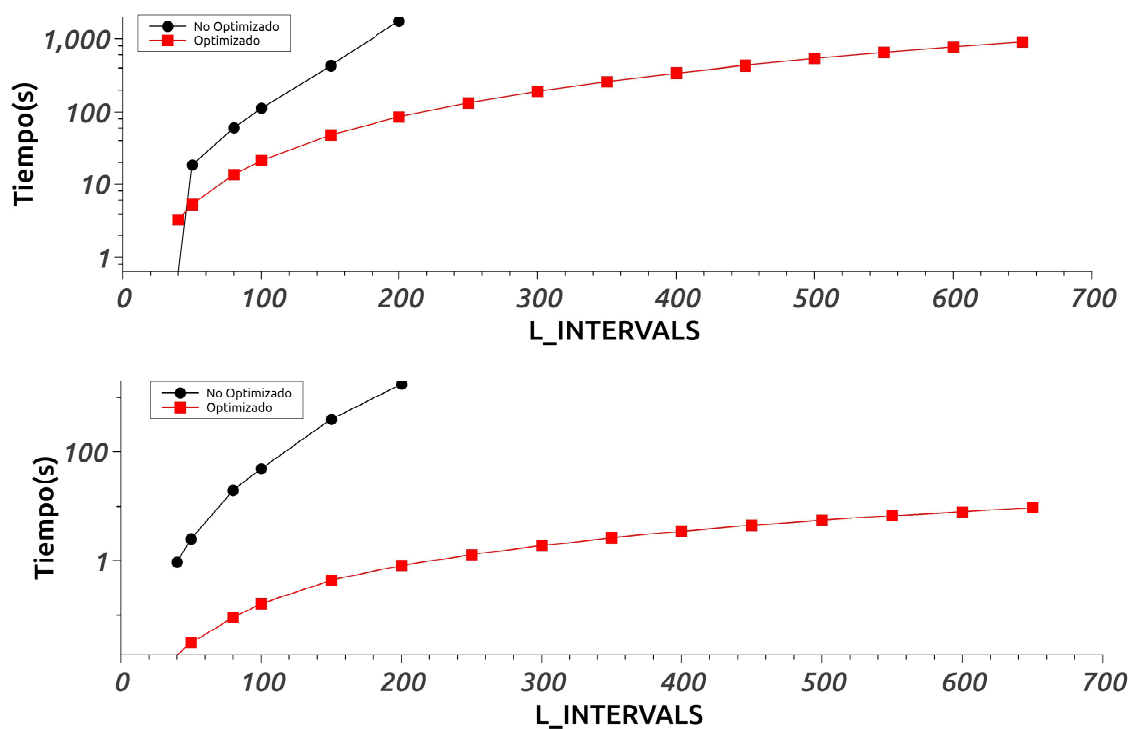 No Optimizado
Optimizado
1,000
100
10
1
Tiempo(s)
0 100 200 300 400 500 600 700
L_INTERVALS
No Optimizado
Optimizado
100
1
Tiempo(s)
0 100 200 300 400 500 600 700
L_INTERVALS